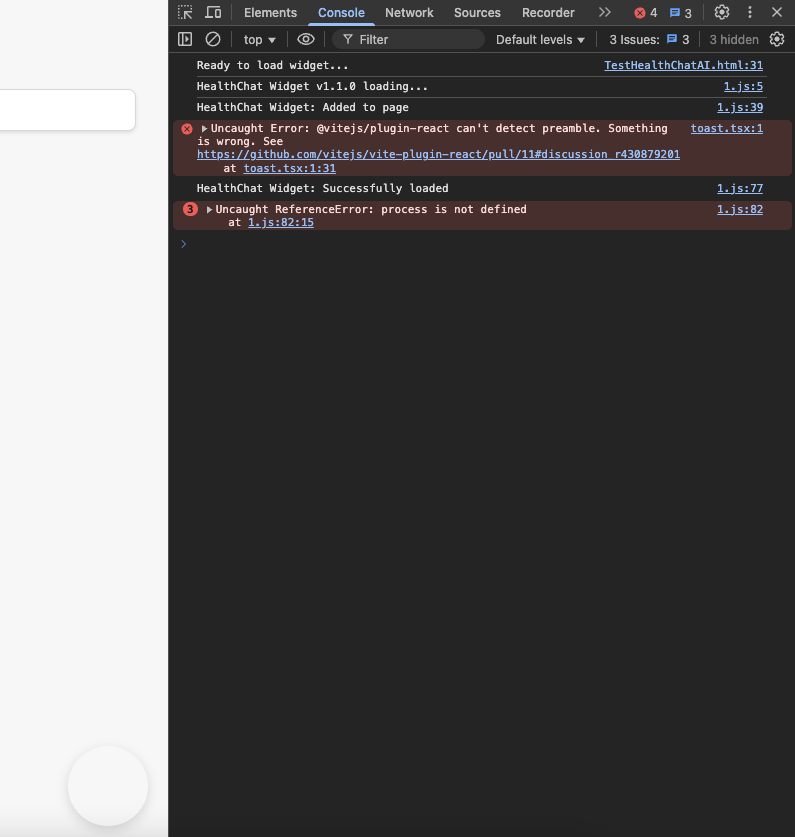 Elements Console Network Sources Recorder 4 3
top Filter Default levels 3 Issues: 3 3 hidden
Ready to load widget... TestHealthChatAI.html:31
HealthChat Widget v1.1.0 loading... 1.js:5
HealthChat Widget: Added to page 1.js:39
Uncaught Error: @vitejs/plugin-react can't detect preamble. Something toast.tsx:1
is wrong. See
https://github.com/vitejs/vite-plugin-react/pull/11#discussion_r430879201
at toast.tsx:1:31
HealthChat Widget: Successfully loaded 1.js:77
3 Uncaught ReferenceError: process is not defined 1.js:82
at 1.js:82:15